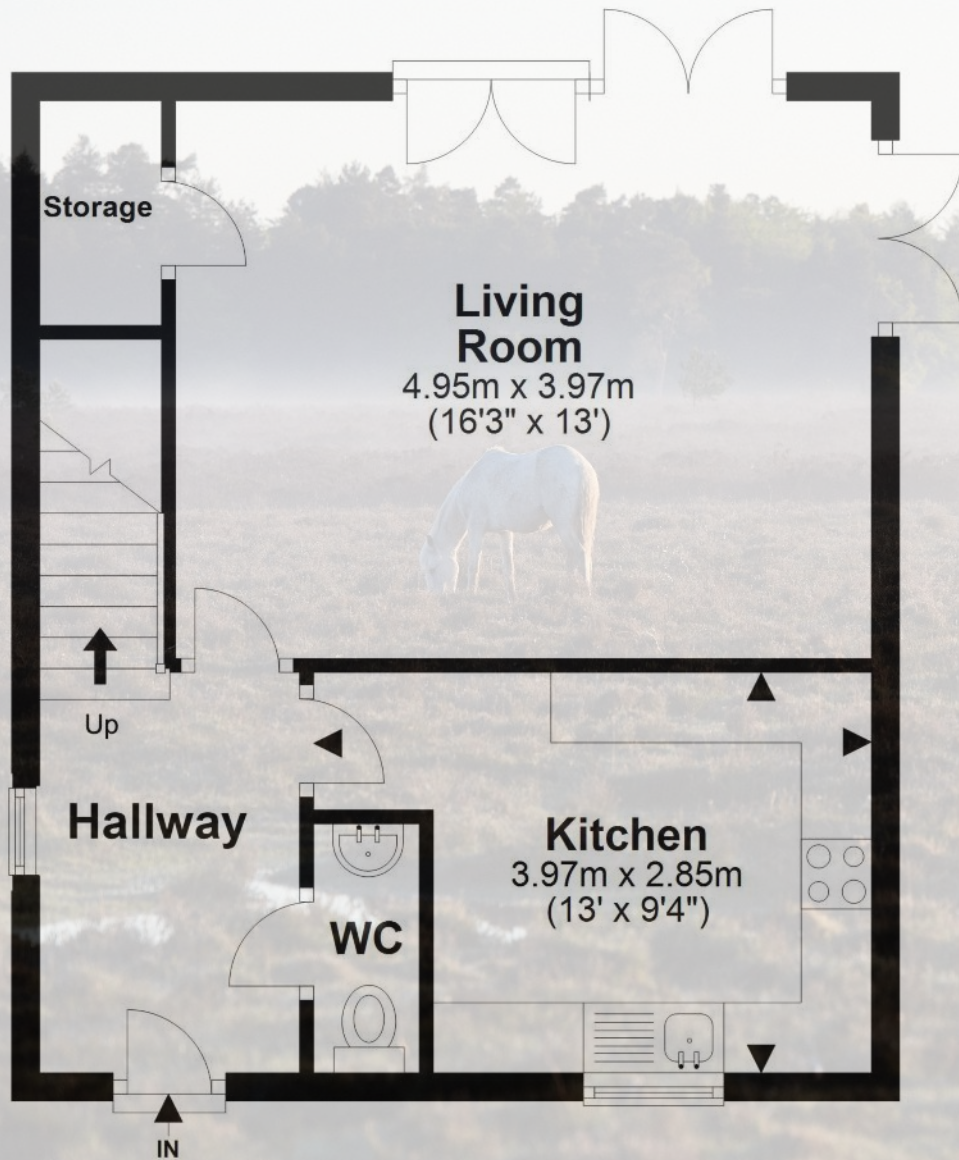 Storage
Living
Room
4.95m x 3.97m
(16'3" x 13')
Up
Hallway
Kitchen
3.97m x 2.85m
(13' x 9'4")
WC
IN